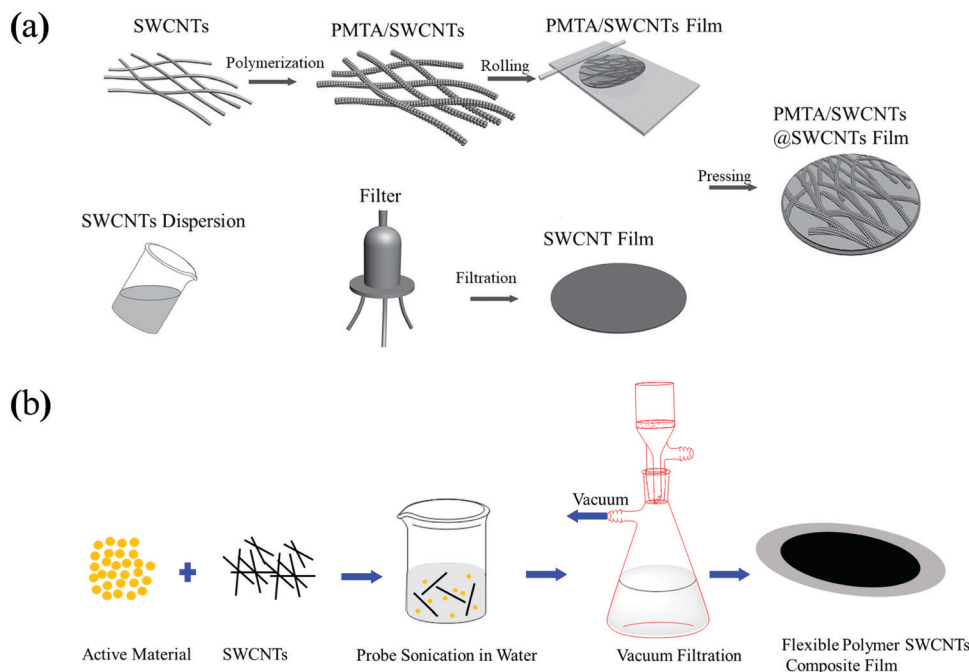 (a)
SWCNTs
PMTA/SWCNTs
PMTA/SWCNTs Film
Polymerization
Rolling
PMTA/SWCNTs
@SWCNTs Film
Pressing
SWCNTs Dispersion
Filter
SWCNT Film
Filtration
(b)
Vacuum
Active Material
SWCNTs
Probe Sonication in Water
Vacuum Filtration
Flexible Polymer SWCNTs
Composite Film